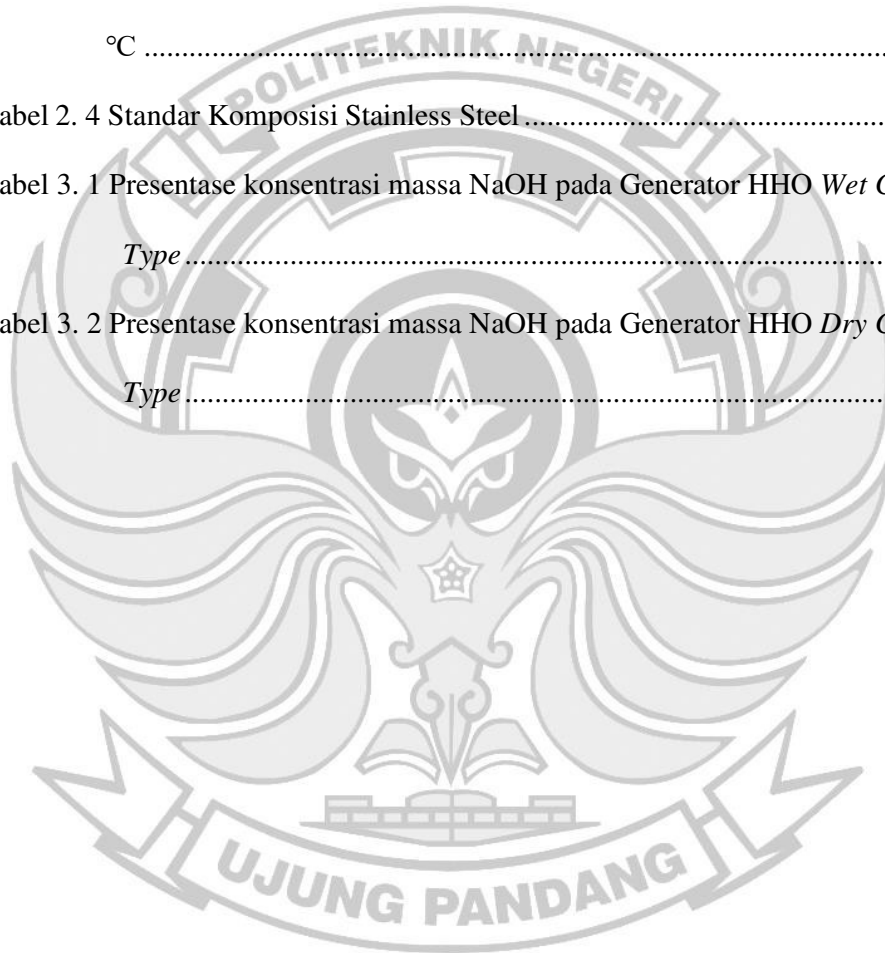 °C ....................................................................................................
abel 2. 4 Standar Komposisi Stainless Steel ................................................
abel 3. 1 Presentase konsentrasi massa NaOH pada Generator HHO Wet C
Type ...............................................................................................
abel 3. 2 Presentase konsentrasi massa NaOH pada Generator HHO Dry C
Type ...............................................................................................
POLITEKNIK NEGERI
UJUNG PANDANG